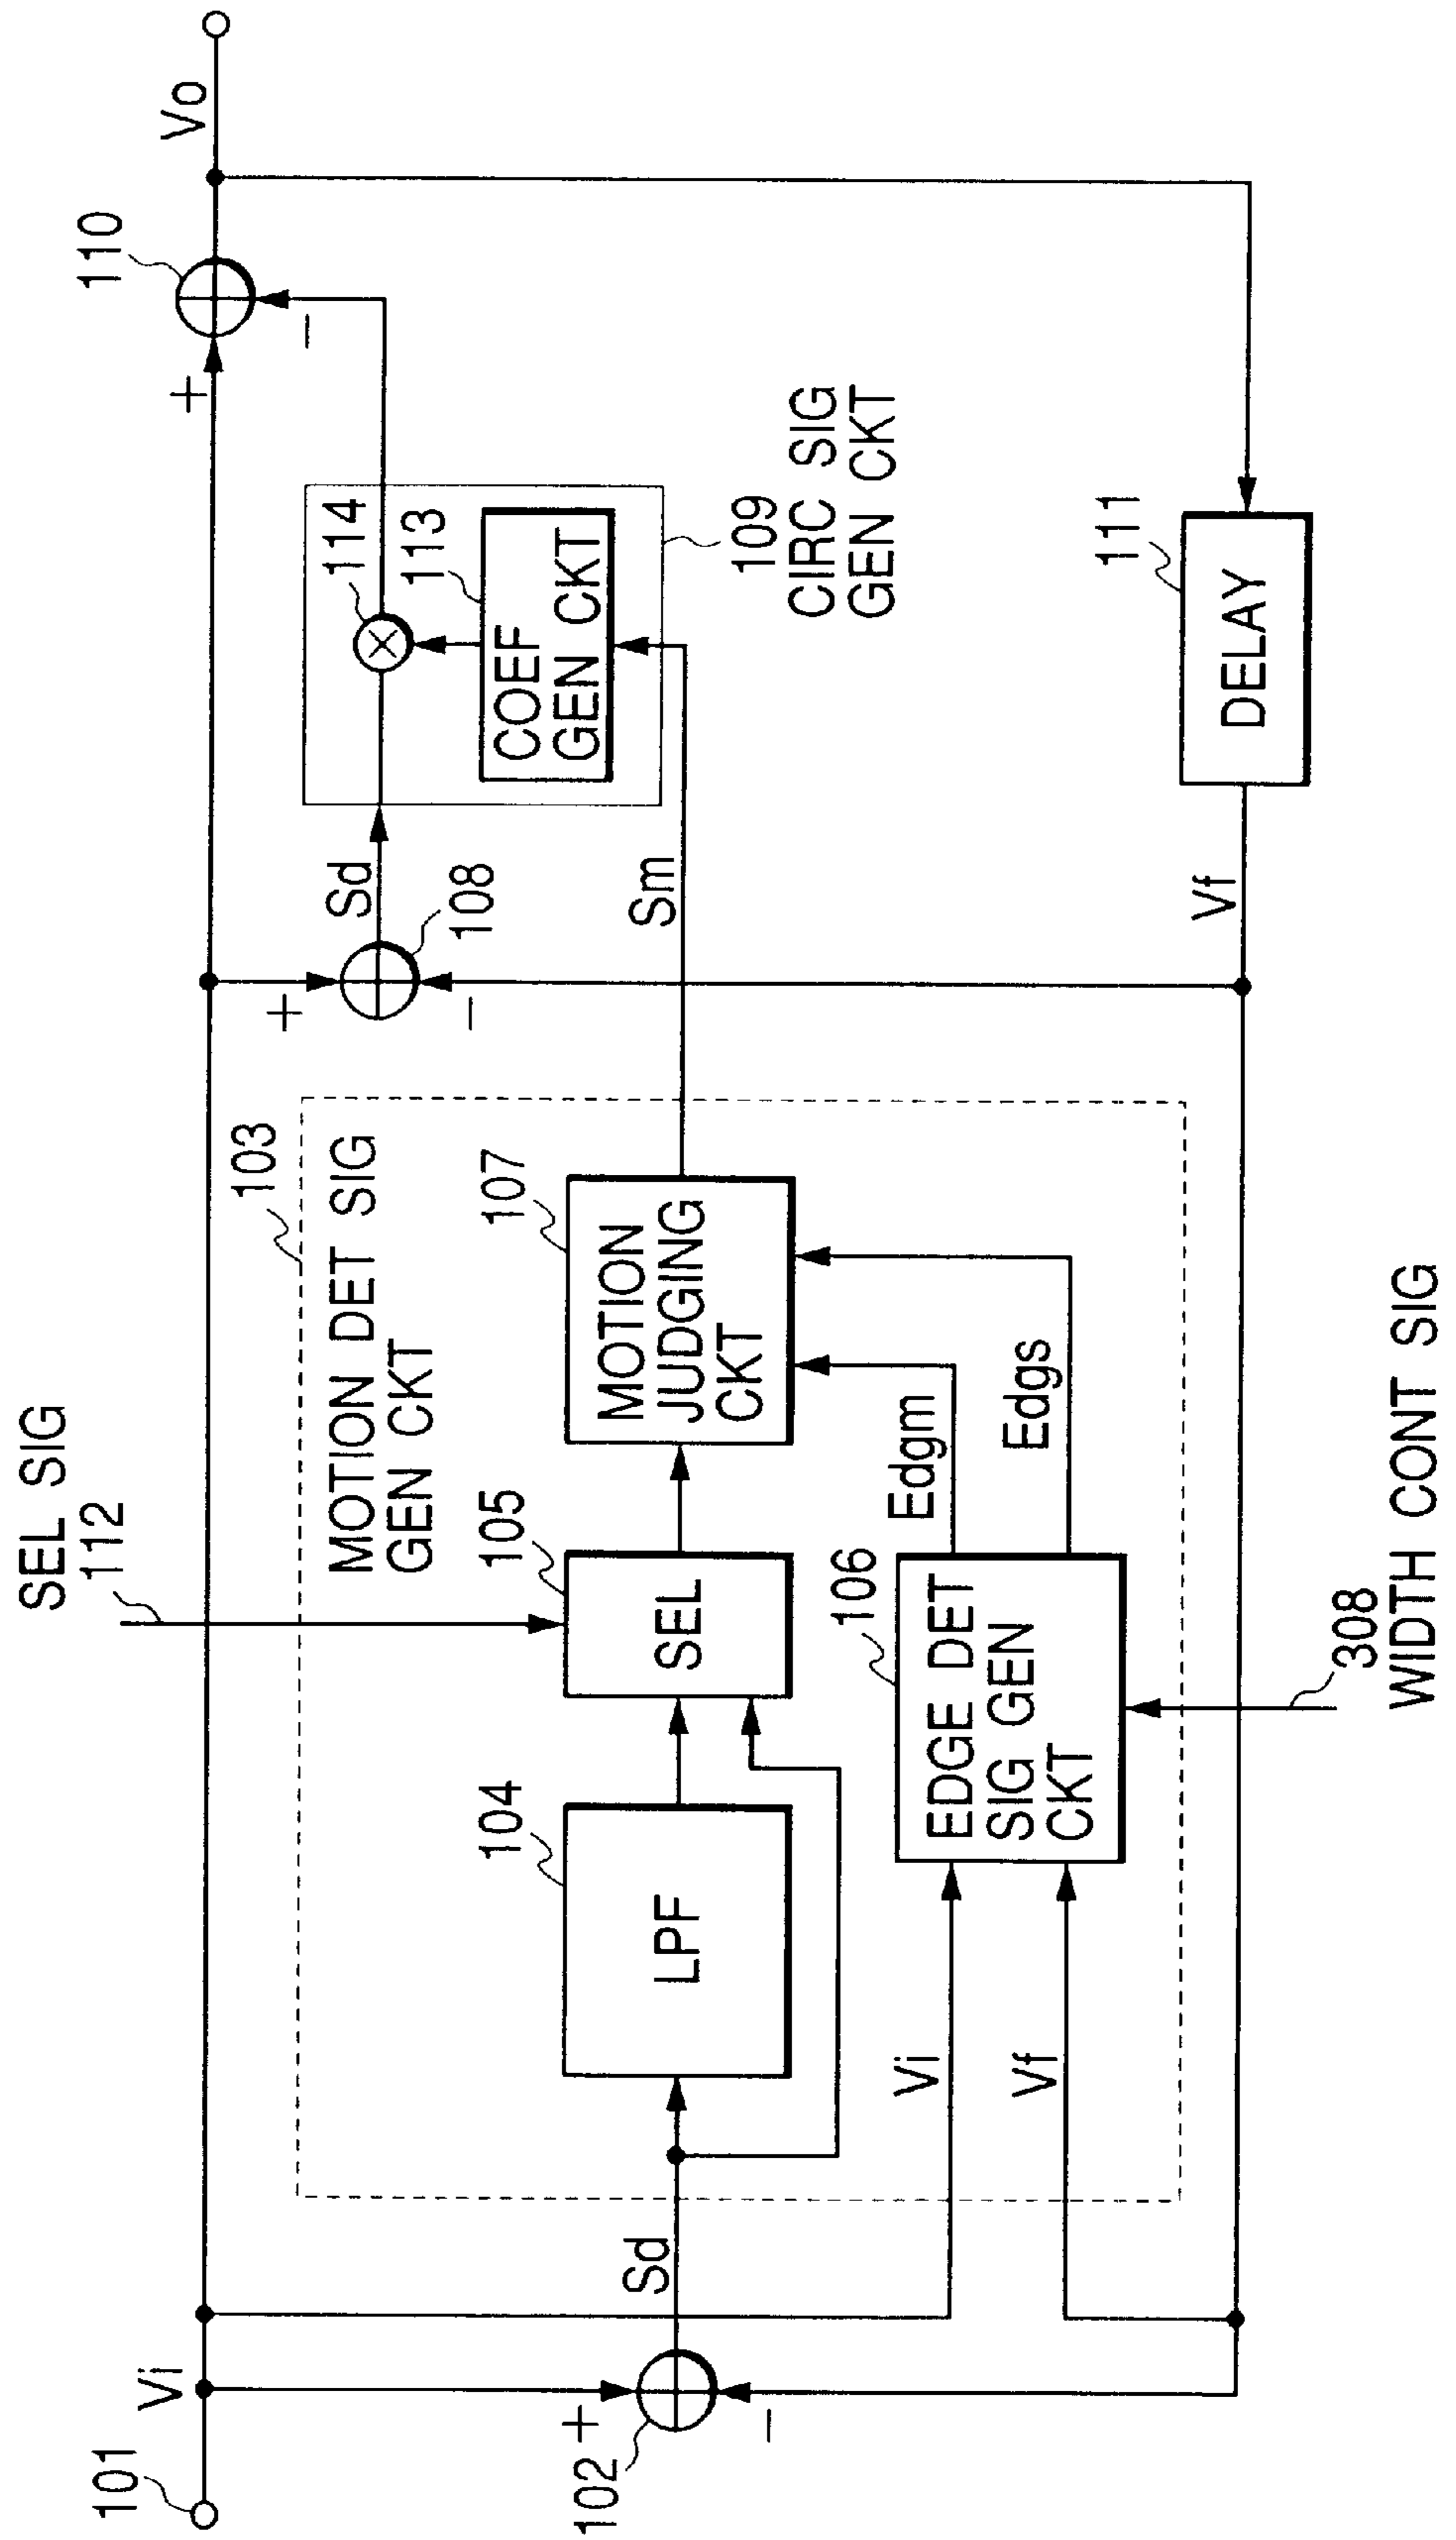 SEL SIG
112
101
Vi
+
110
Vo
103
MOTION DET SIG
GEN CKT
+
-
Sd
108
-
114
113
COEF
GEN CKT
109
CIRC SIG
GEN CKT
102
+
-
Sd
104
LPF
105
SEL
107
MOTION
JUDGING
CKT
Sm
Vi
Vf
106
EDGE DET
SIG GEN
CKT
Edgm
Edgs
Vf
111
DELAY
308
WIDTH CONT SIG